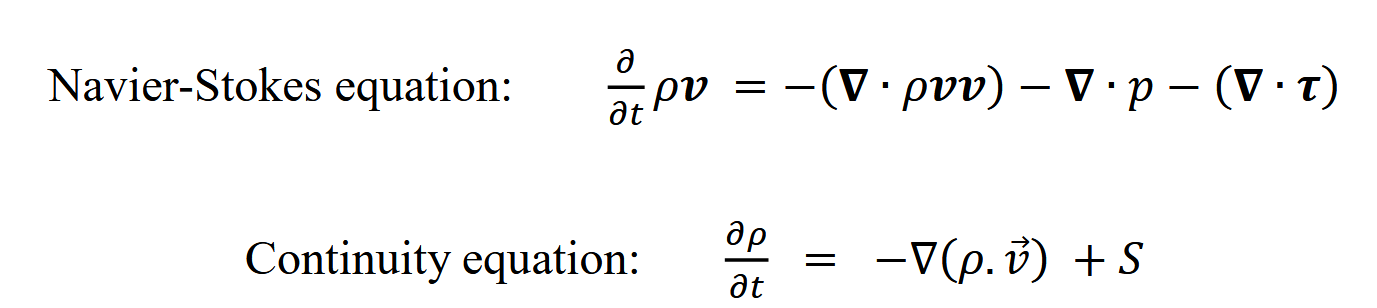 Navier-Stokes equation: ∂/∂t ρ𝒗 = −(𝛁 · ρ𝒗𝒗) − 𝛁 · p − (𝛁 · 𝝉)
Continuity equation: ∂ρ/∂t = −∇(ρ. v⃗) + S